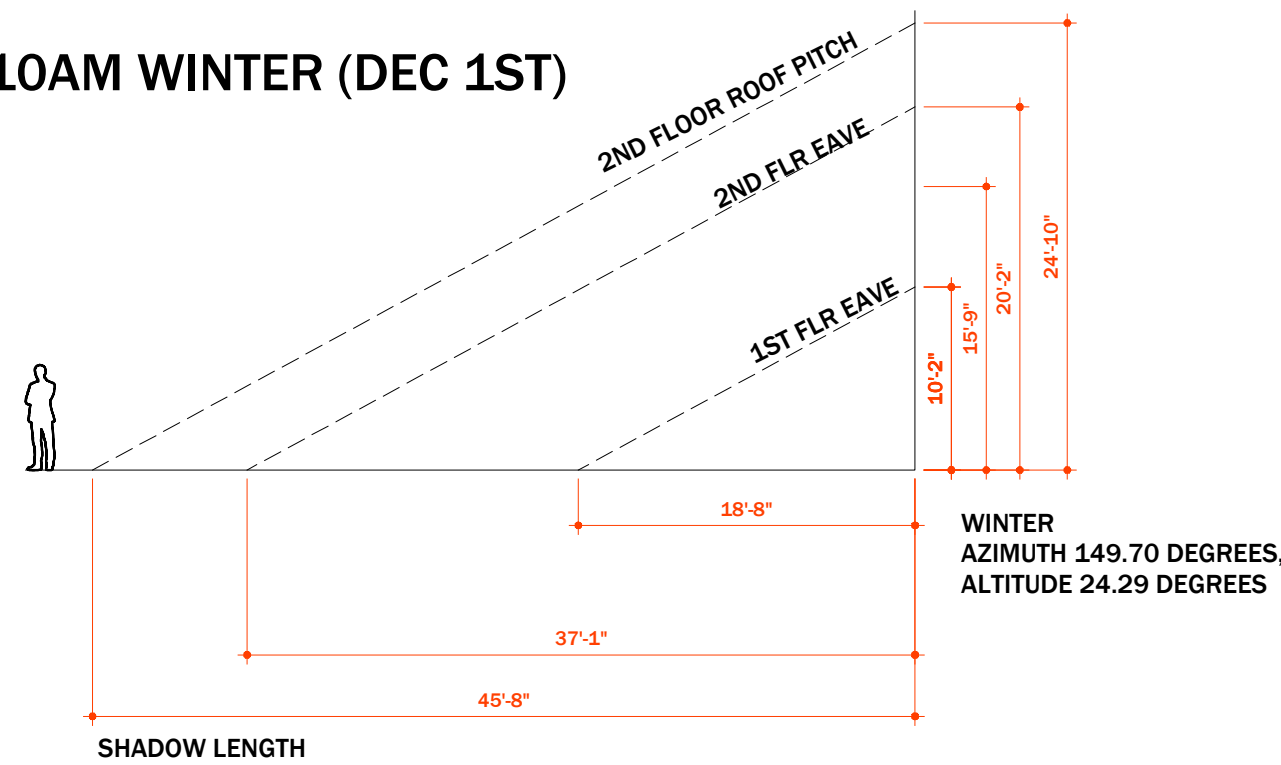 10AM WINTER (DEC 1ST)
2ND FLOOR ROOF PITCH
2ND FLR EAVE
1ST FLR EAVE
24'-10"
20'-2"
15'-9"
10'-2"
18'-8"
WINTER
AZIMUTH 149.70 DEGREES,
ALTITUDE 24.29 DEGREES
37'-1"
45'-8"
SHADOW LENGTH